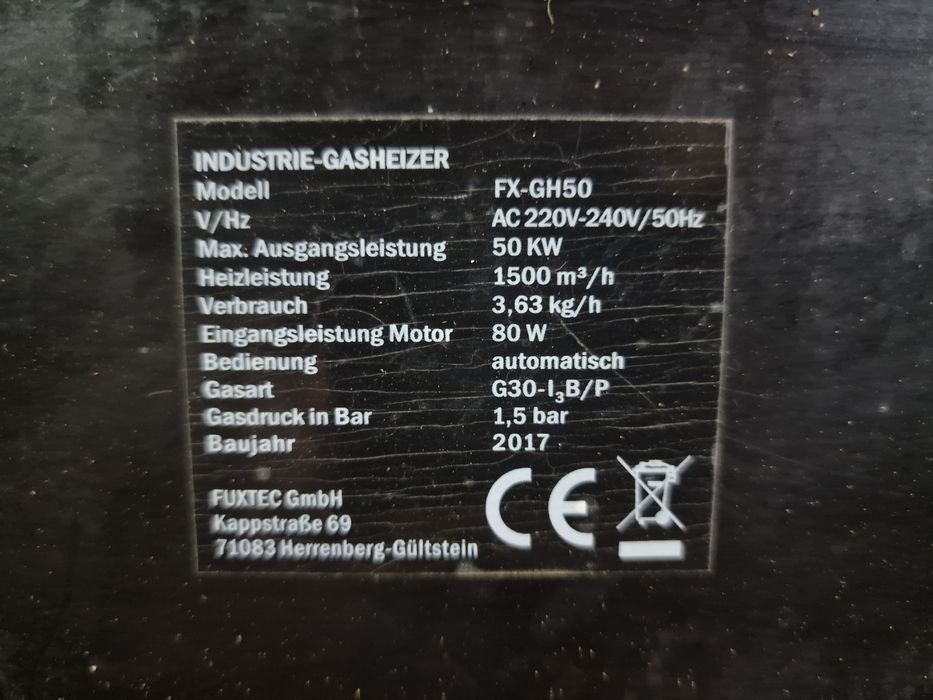 INDUSTRIE-GASHEIZER
Modell FX-GH50
V/Hz AC 220V-240V/50Hz
Max. Ausgangsleistung 50 KW
Heizleistung 1500 m³/h
Verbrauch 3,63 kg/h
Eingangsleistung Motor 80 W
Bedienung automatisch
Gasart G30-I₃B/P
Gasdruck in Bar 1,5 bar
Baujahr 2017
FUXTEC GmbH
Kappstraße 69
71083 Herrenberg-Gültstein
CE